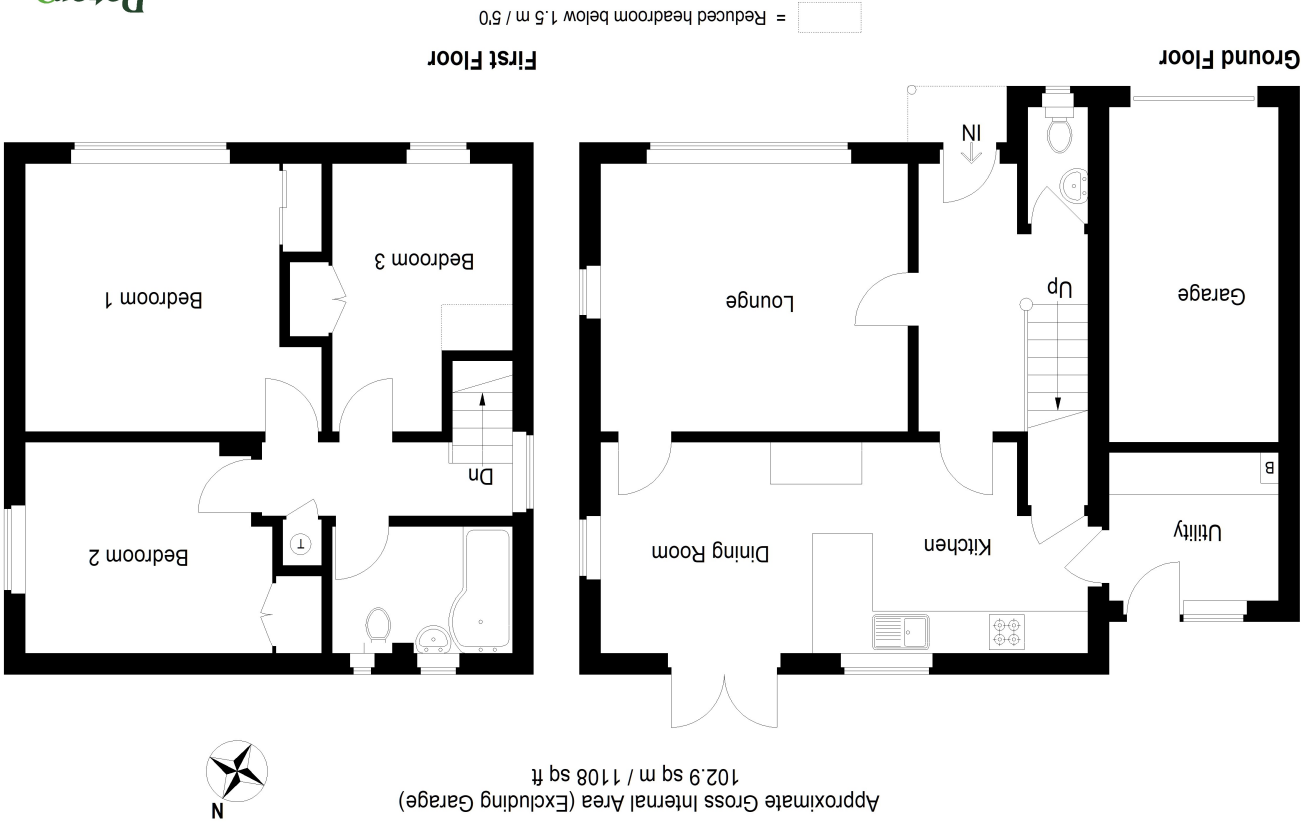 Approximate Gross Internal Area (Excluding Garage)
102.9 sq m / 1108 sq ft
N
Utility
B
Kitchen
Dining Room
Garage
Up
Lounge
IN
Ground Floor
Bedroom 2
T
Dn
Bedroom 3
Bedroom 1
First Floor
= Reduced headroom below 1.5 m / 5'0